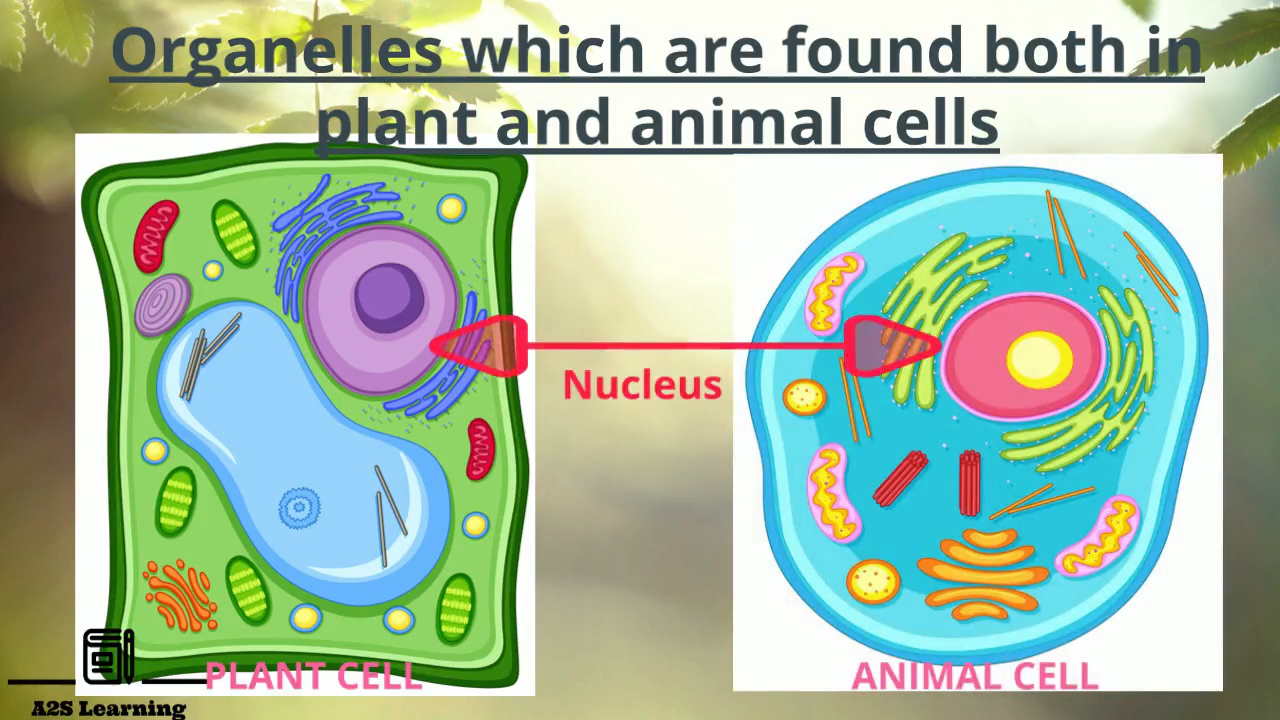 Organelles which are found both in
plant and animal cells
Nucleus
PLANT CELL
ANIMAL CELL
A2S Learning